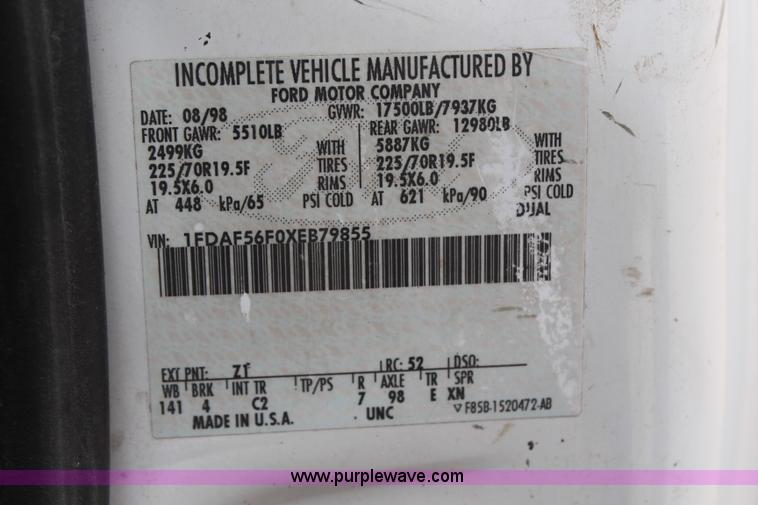 INCOMPLETE VEHICLE MANUFACTURED BY
FORD MOTOR COMPANY
DATE: 08/98 GVWR: 17500LB/7937KG
FRONT GAWR: 5510LB REAR GAWR: 12980LB
2499KG WITH 5887KG WITH
225/70R19.5F TIRES 225/70R19.5F TIRES
19.5X6.0 RIMS 19.5X6.0 RIMS
AT 448 kPa/65 PSI COLD AT 621 kPa/90 PSI COLD
DUAL
VIN: 1FDAF56F0XEB79855
EXT PNT: Z1 RC: 52 DSO:
WB BRK INT TR TP/PS R AXLE TR SPR
141 4 C2 7 98 E XN
MADE IN U.S.A. UNC F85B-1520472-AB
www.purplewave.com